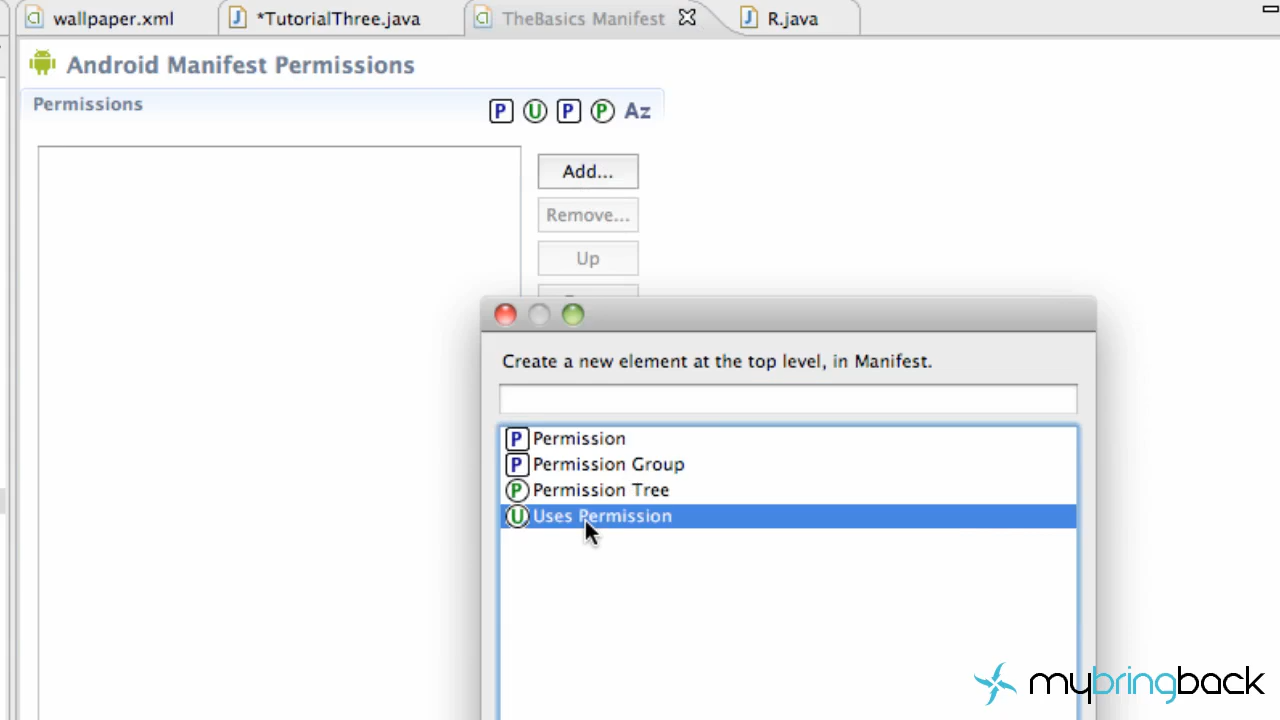 wallpaper.xml
*TutorialThree.java
TheBasics Manifest
R.java
Android Manifest Permissions
Permissions
P U P P Az
Add...
Remove...
Up
Create a new element at the top level, in Manifest.
P Permission
P Permission Group
P Permission Tree
U Uses Permission
mybringback